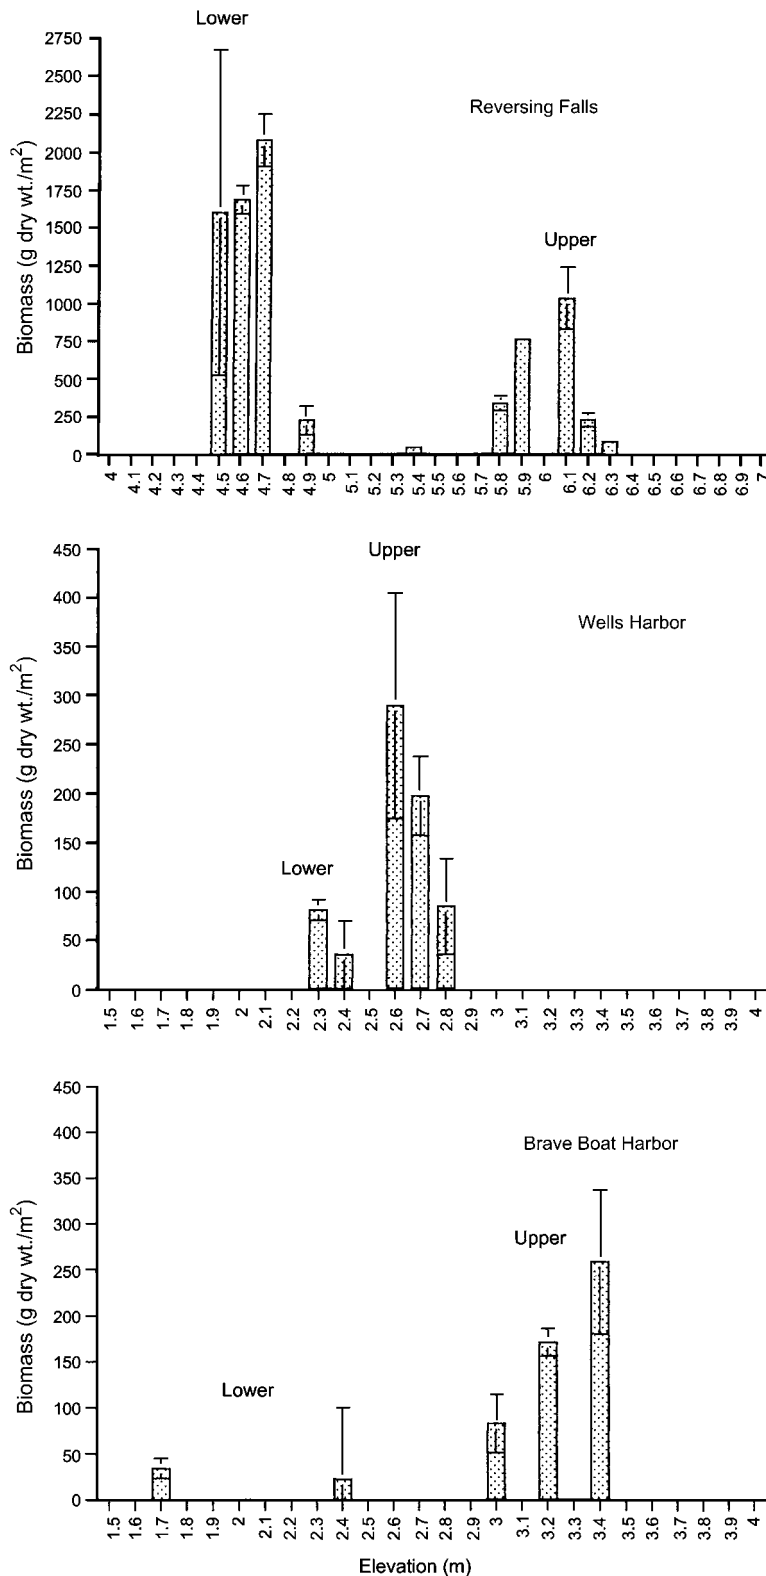 Lower
2750
2500
2250
2000
1750
1500
1250
1000
750
500
250
0
Biomass (g dry wt./m²)
Reversing Falls
Upper
4 4.1 4.2 4.3 4.4 4.5 4.6 4.7 4.8 4.9 5 5.1 5.2 5.3 5.4 5.5 5.6 5.7 5.8 5.9 6 6.1 6.2 6.3 6.4 6.5 6.6 6.7 6.8 6.9 7
Upper
450
400
350
300
250
200
150
100
50
0
Biomass (g dry wt./m²)
Wells Harbor
Lower
1.5 1.6 1.7 1.8 1.9 2 2.1 2.2 2.3 2.4 2.5 2.6 2.7 2.8 2.9 3 3.1 3.2 3.3 3.4 3.5 3.6 3.7 3.8 3.9 4
450
400
350
300
250
200
150
100
50
0
Biomass (g dry wt./m²)
Brave Boat Harbor
Upper
Lower
1.5 1.6 1.7 1.8 1.9 2 2.1 2.2 2.3 2.4 2.5 2.6 2.7 2.8 2.9 3 3.1 3.2 3.3 3.4 3.5 3.6 3.7 3.8 3.9 4
Elevation (m)